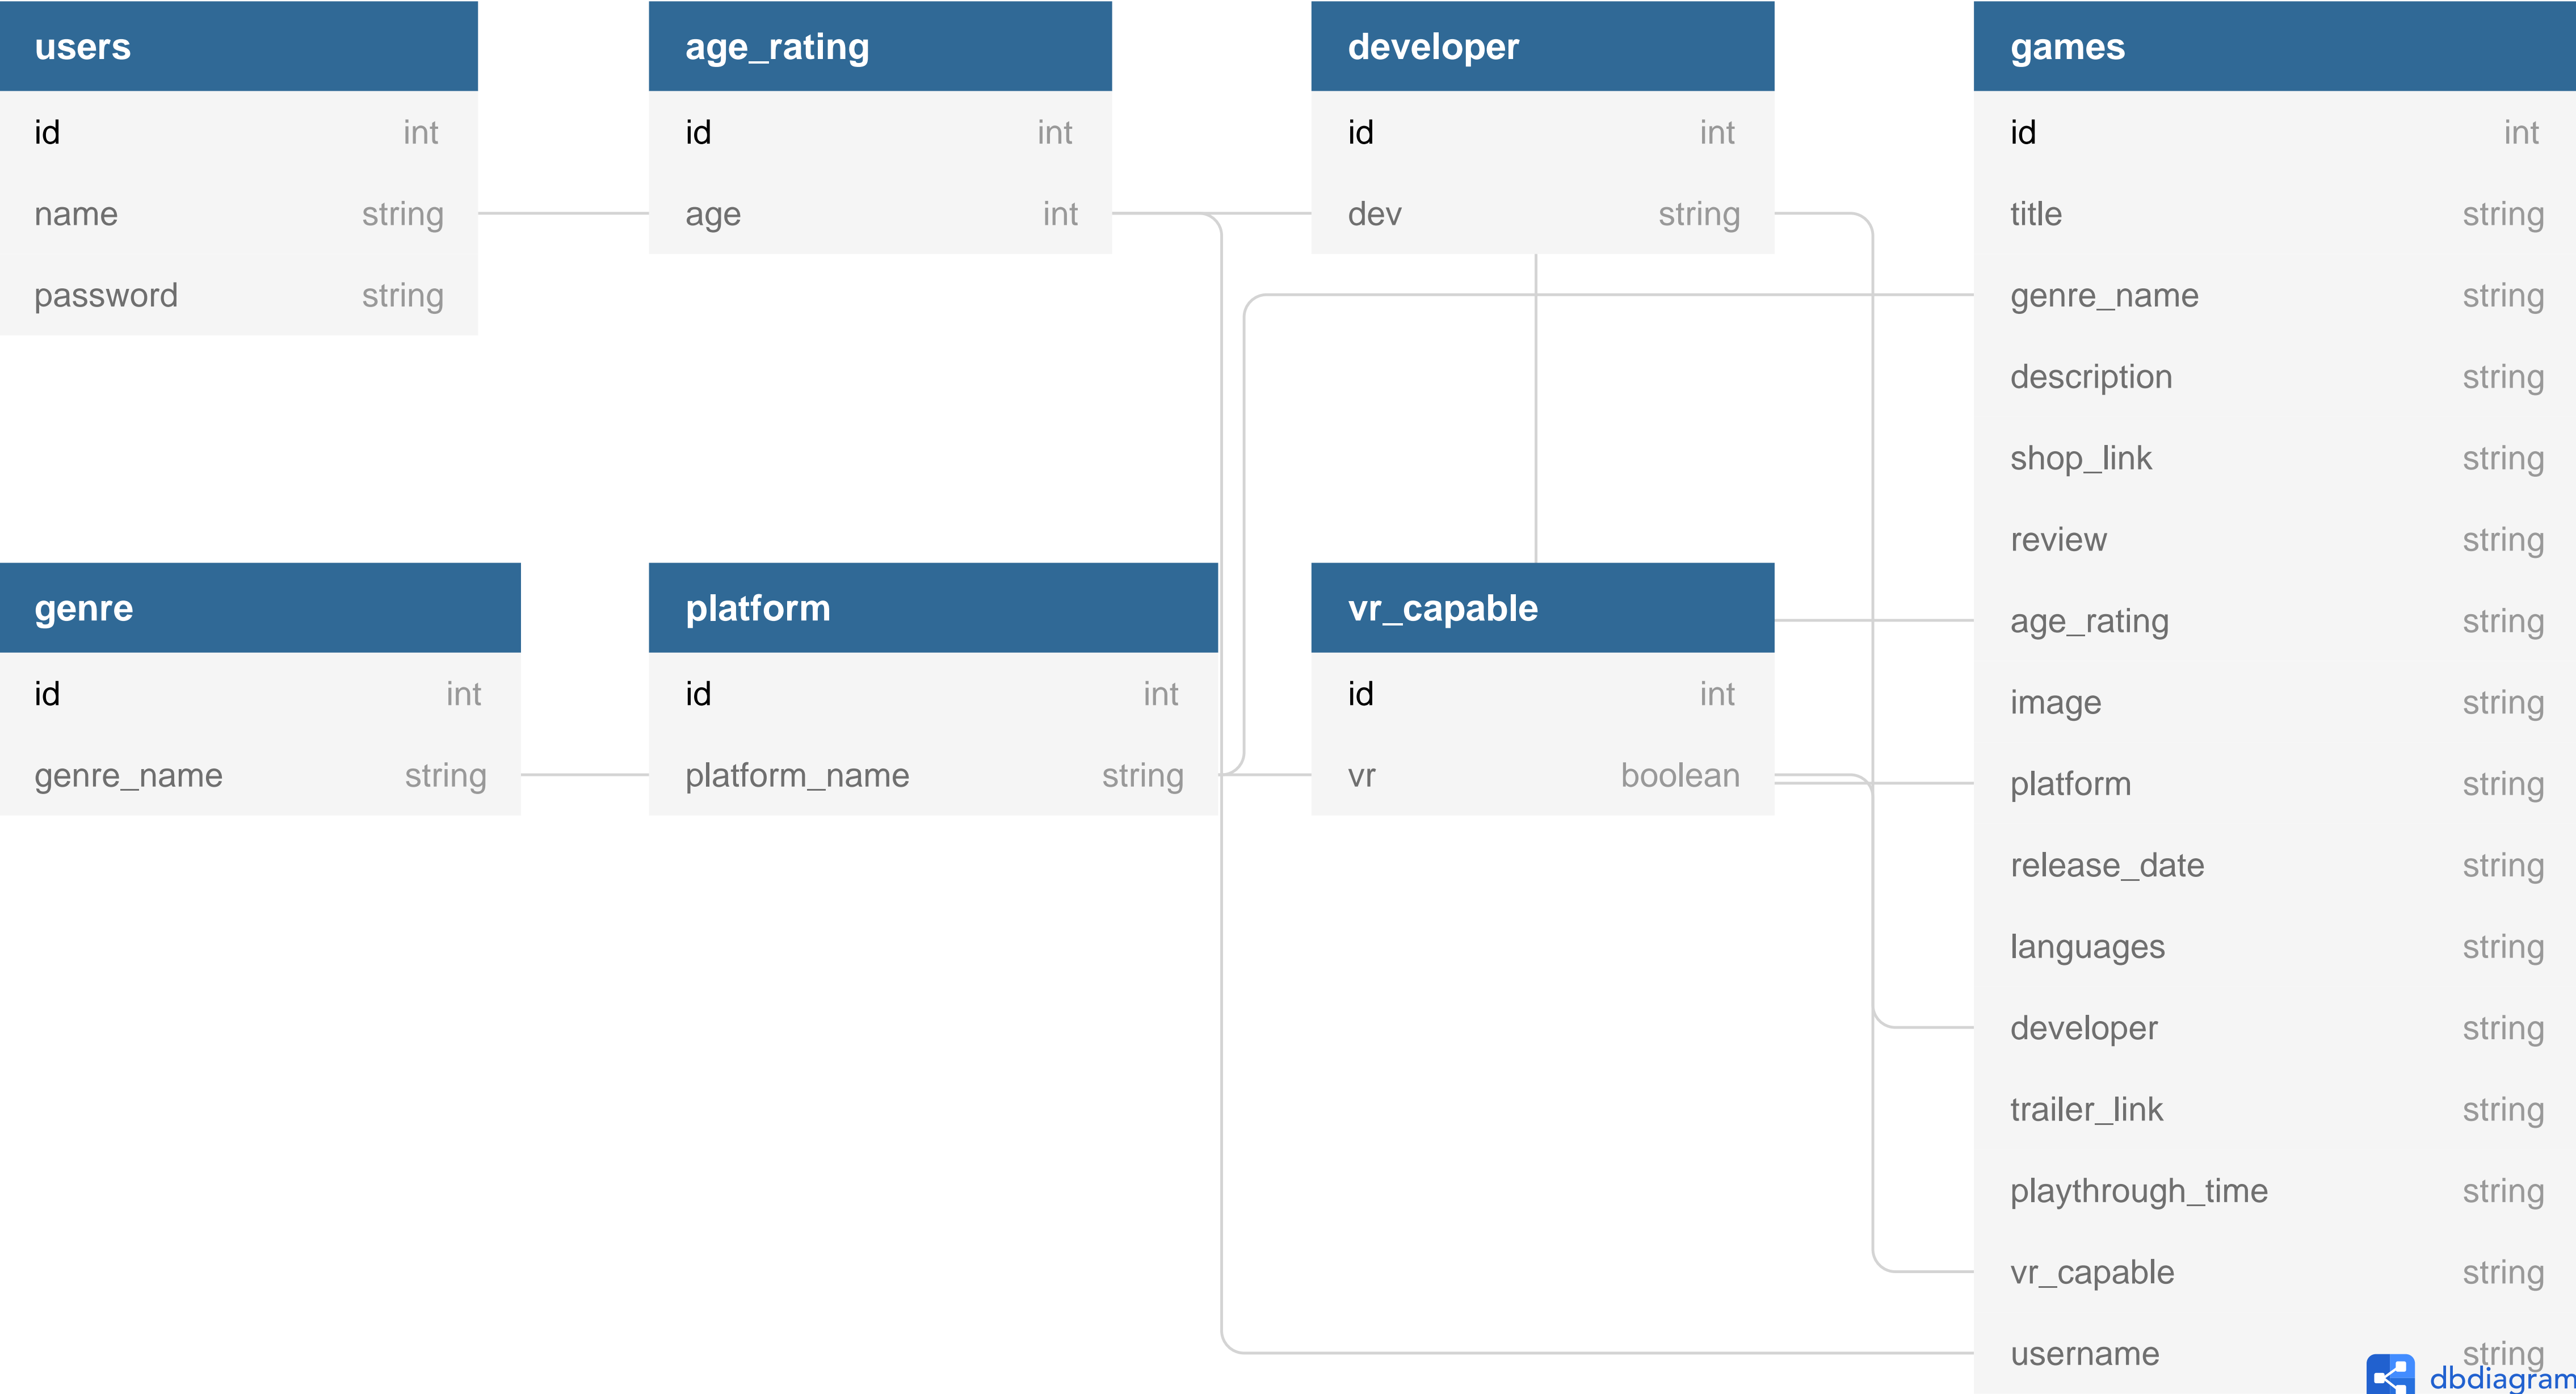 users
id int
name string
password string
age_rating
id int
age int
developer
id int
dev string
games
id int
title string
genre_name string
description string
shop_link string
review string
age_rating string
image string
platform string
release_date string
languages string
developer string
trailer_link string
playthrough_time string
vr_capable string
username string
genre
id int
genre_name string
platform
id int
platform_name string
vr_capable
id int
vr boolean
dbdiagram